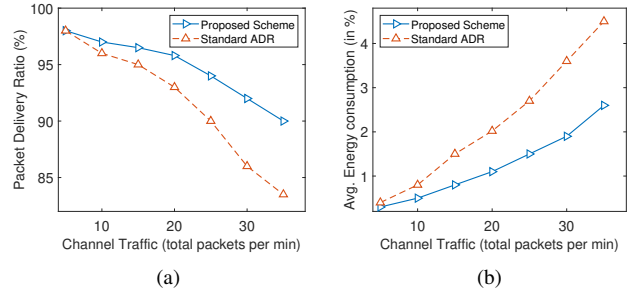 100
95
90
85
10
20
30
Packet Delivery Ratio (%)
Channel Traffic (total packets per min)
Proposed Scheme
Standard ADR
(a)
4
3
2
1
10
20
30
Avg. Energy consumption (in %)
Channel Traffic (total packets per min)
Proposed Scheme
Standard ADR
(b)